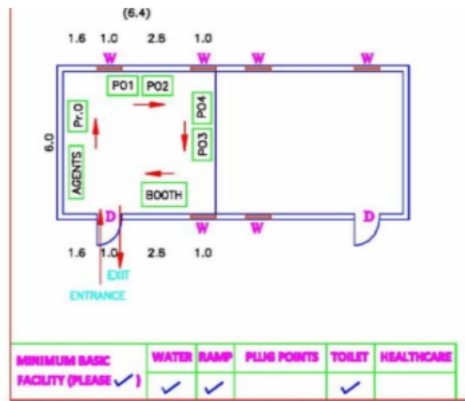 (6.4)
1.6 1.0 2.8 1.0
W W W W
PO1 PO2
Pr.O
PO4
6.0
PO3
AGENTS
BOOTH
D W W D
1.6 1.0 2.8 1.0
EXIT
ENTRANCE
MINIMUM BASIC FACILITY (PLEASE ✓ ) WATER RAMP PLUG POINTS TOILET HEALTHCARE
✓ ✓ ✓